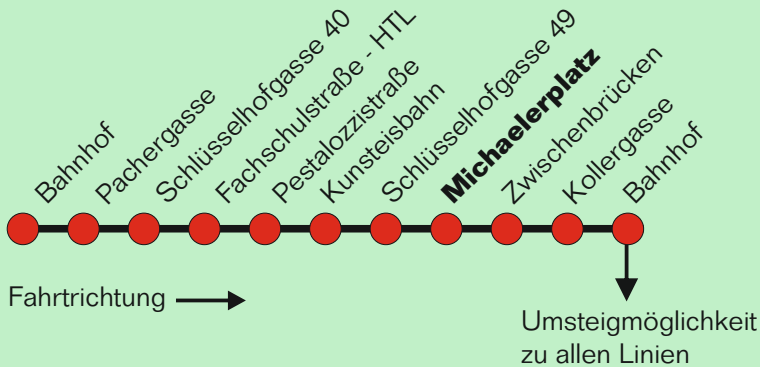 Bahnhof
Pachergasse
Schlüsselhofgasse 40
Fachschulstraße - HTL
Pestalozzistraße
Kunsteisbahn
Schlüsselhofgasse 49
Michaelerplatz
Zwischenbrücken
Kollergasse
Bahnhof
Fahrtrichtung
Umsteigmöglichkeit
zu allen Linien